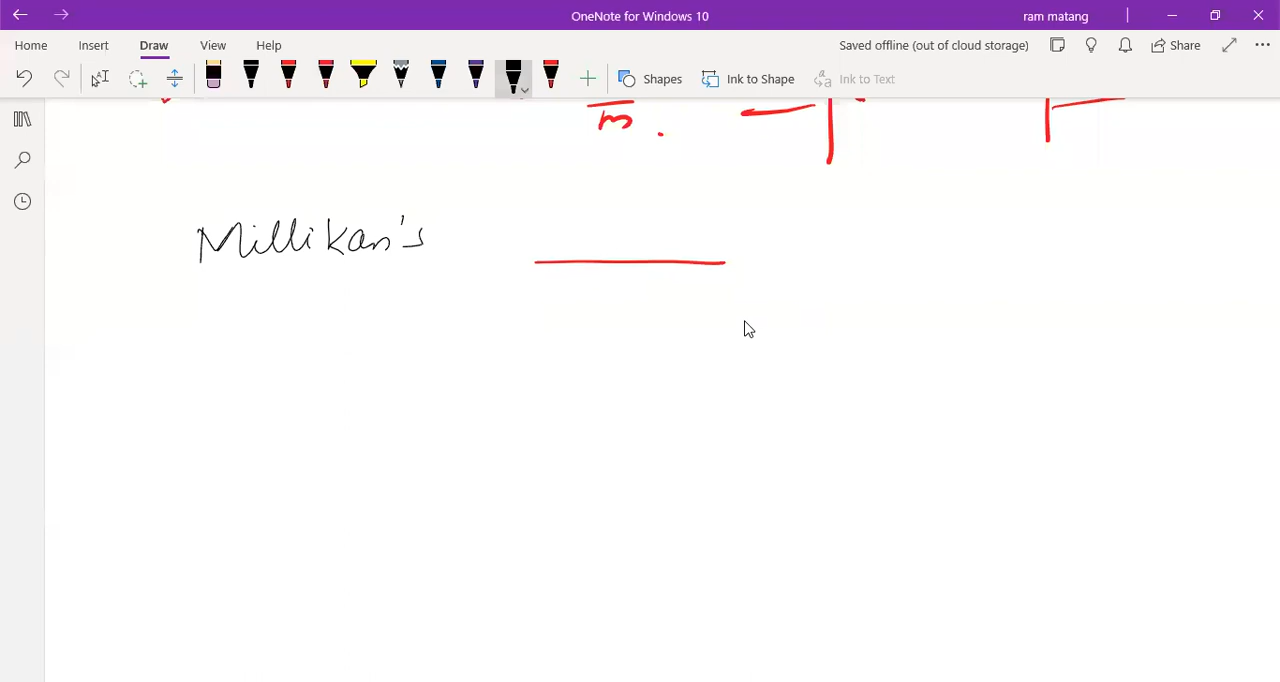 OneNote for Windows 10
ram matang
Home Insert Draw View Help
Saved offline (out of cloud storage)
Share
Shapes
Ink to Shape
Ink to Text
m.
Millikan's